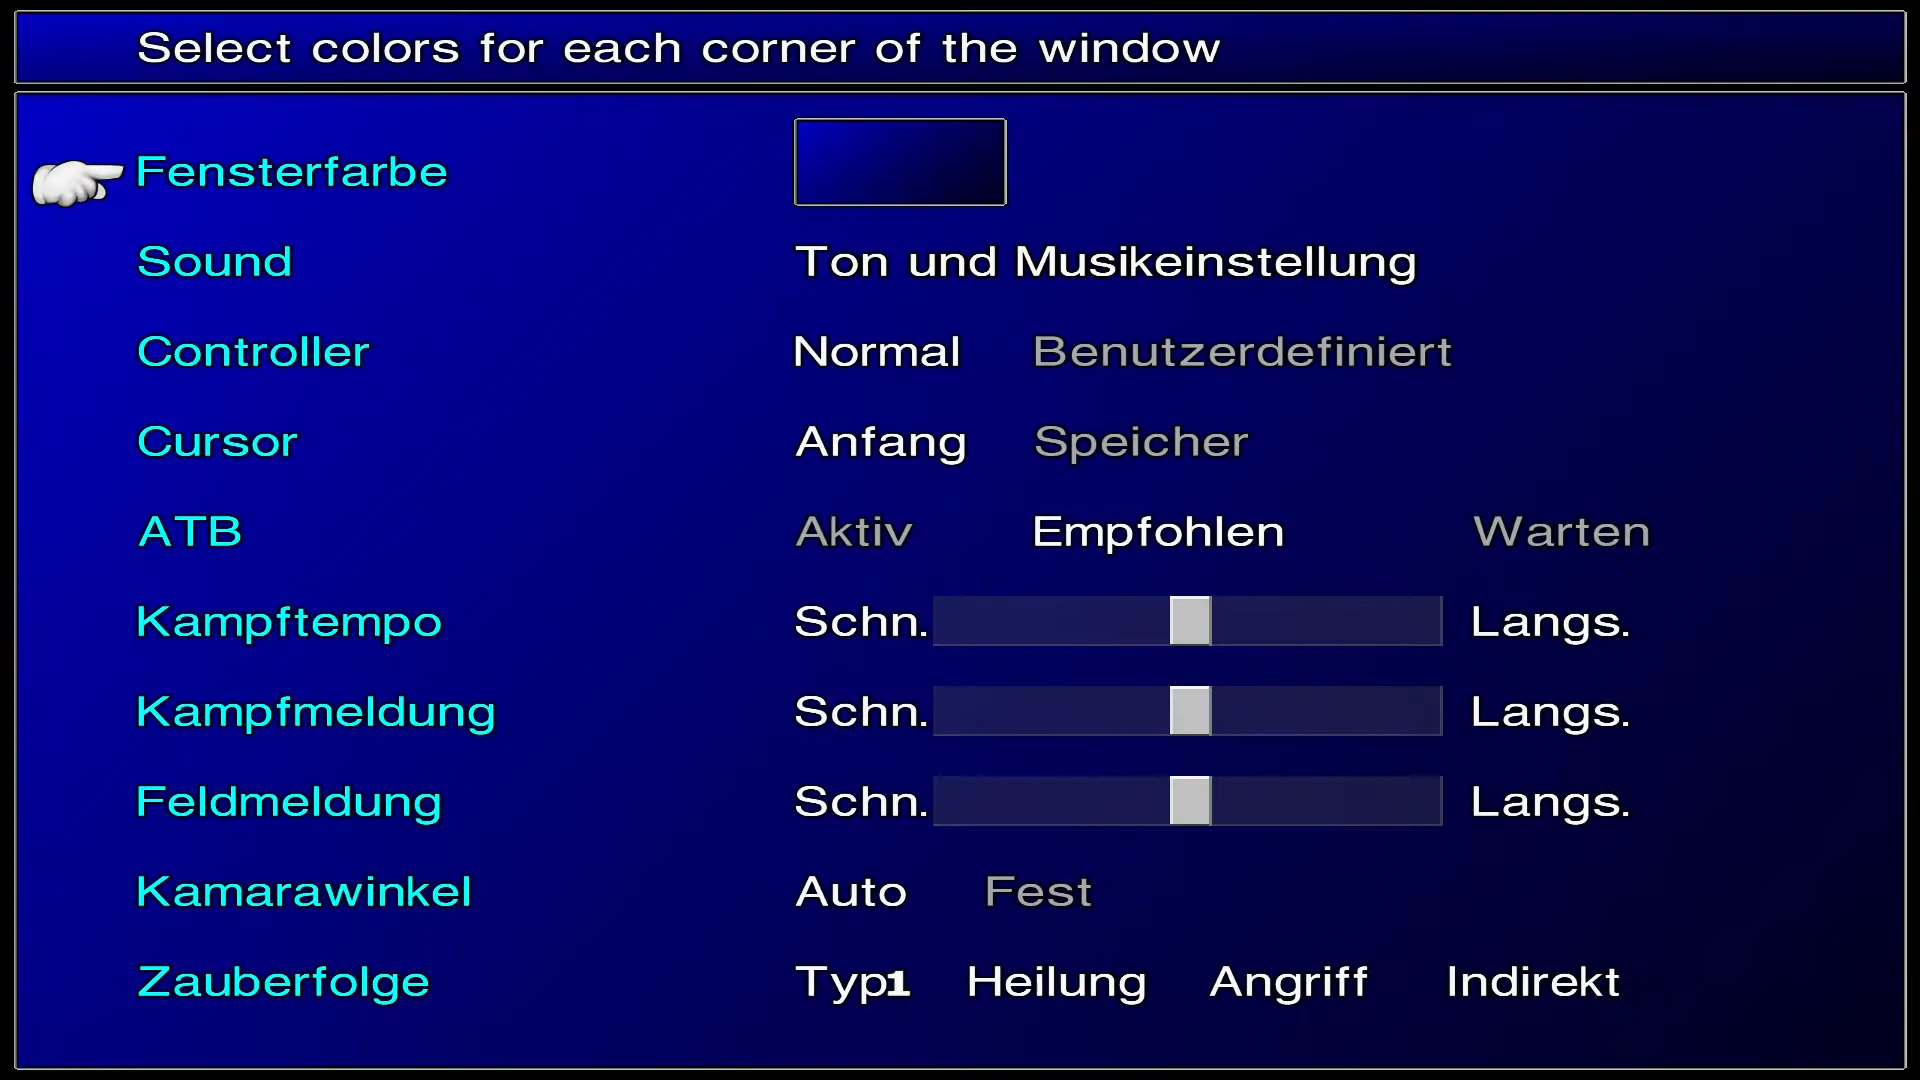 Select colors for each corner of the window
Fensterfarbe
Sound Ton und Musikeinstellung
Controller Normal Benutzerdefiniert
Cursor Anfang Speicher
ATB Aktiv Empfohlen Warten
Kampftempo Schn. Langs.
Kampfmeldung Schn. Langs.
Feldmeldung Schn. Langs.
Kamarawinkel Auto Fest
Zauberfolge Typ1 Heilung Angriff Indirekt